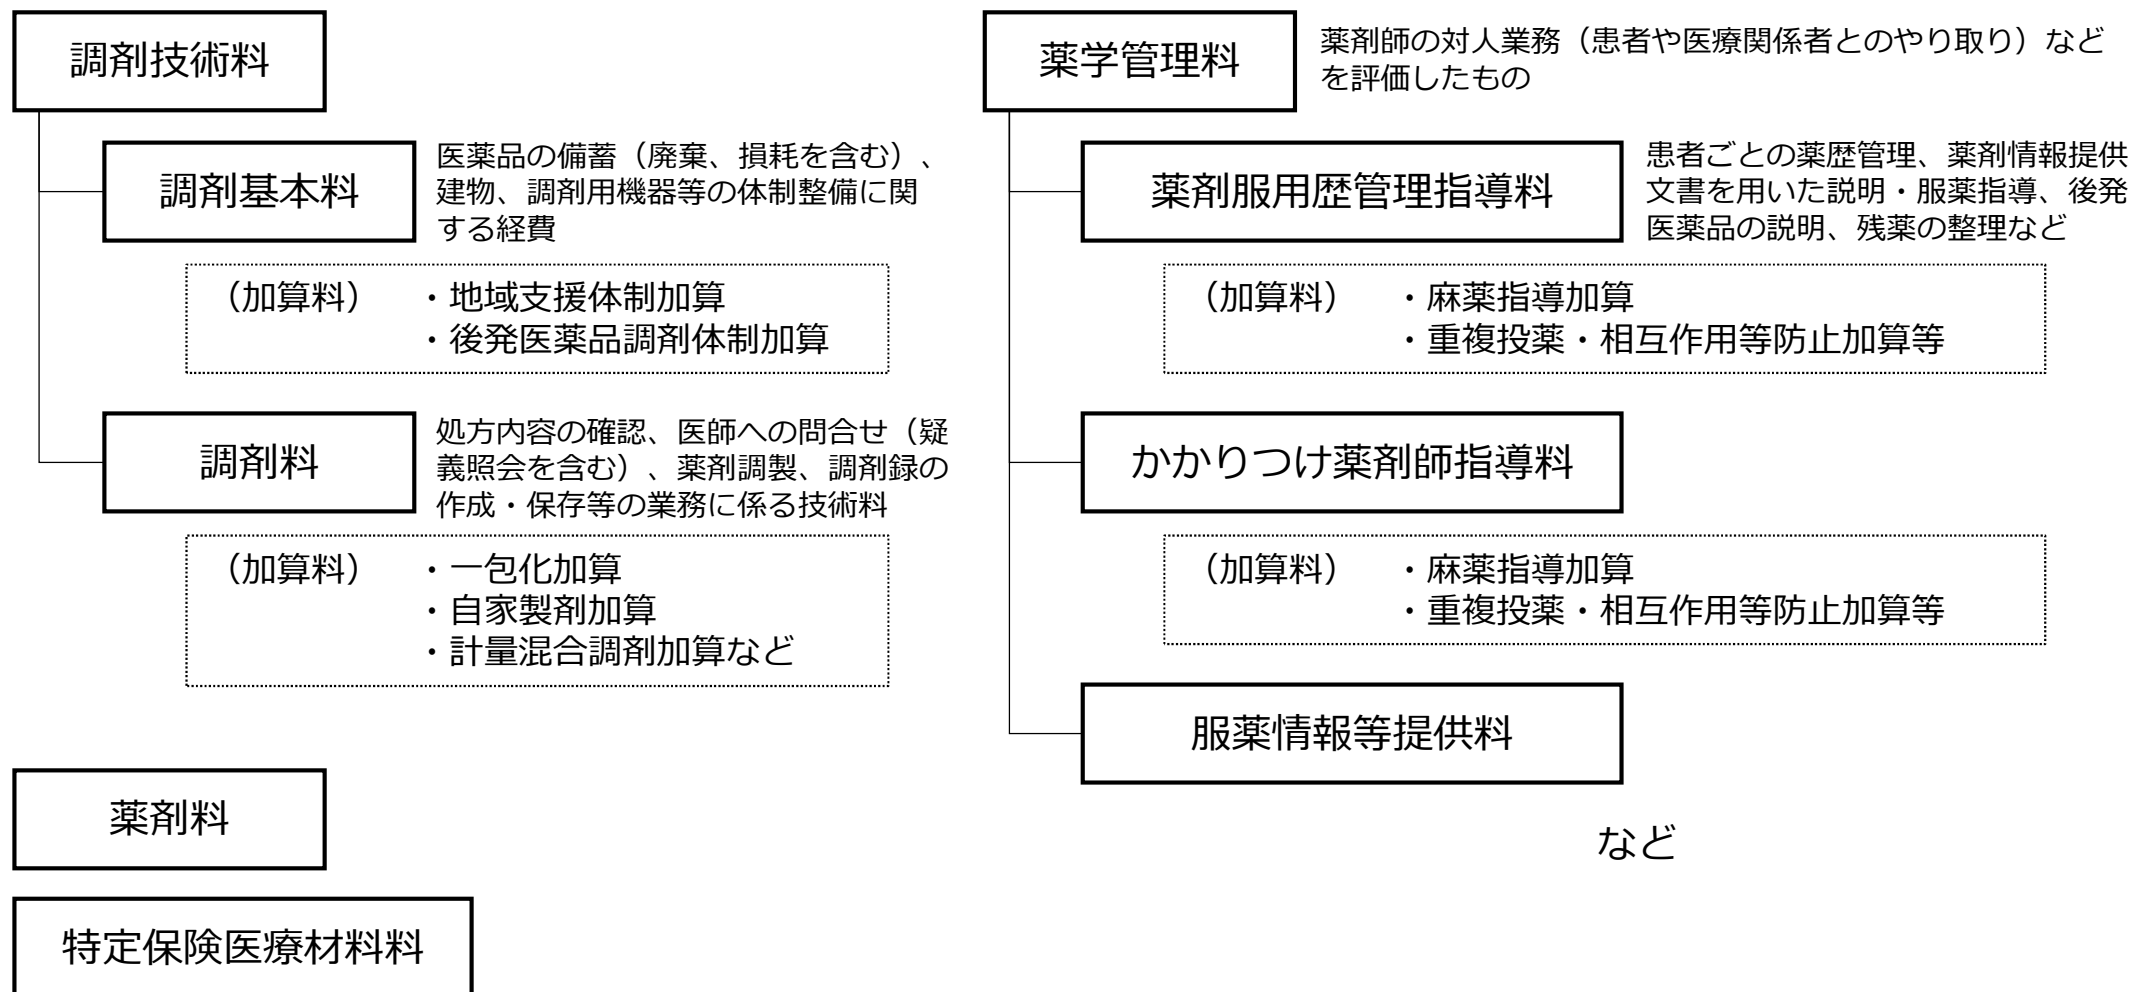 調剤技術料
調剤基本料
医薬品の備蓄（廃棄、損耗を含む）、
建物、調剤用機器等の体制整備に関
する経費
（加算料）　・地域支援体制加算
・後発医薬品調剤体制加算
調剤料
処方内容の確認、医師への問合せ（疑
義照会を含む）、薬剤調製、調剤録の
作成・保存等の業務に係る技術料
（加算料）　・一包化加算
・自家製剤加算
・計量混合調剤加算など
薬剤料
特定保険医療材料料
薬学管理料
薬剤師の対人業務（患者や医療関係者とのやり取り）など
を評価したもの
薬剤服用歴管理指導料
患者ごとの薬歴管理、薬剤情報提供
文書を用いた説明・服薬指導、後発
医薬品の説明、残薬の整理など
（加算料）　・麻薬指導加算
・重複投薬・相互作用等防止加算等
かかりつけ薬剤師指導料
（加算料）　・麻薬指導加算
・重複投薬・相互作用等防止加算等
服薬情報等提供料
など